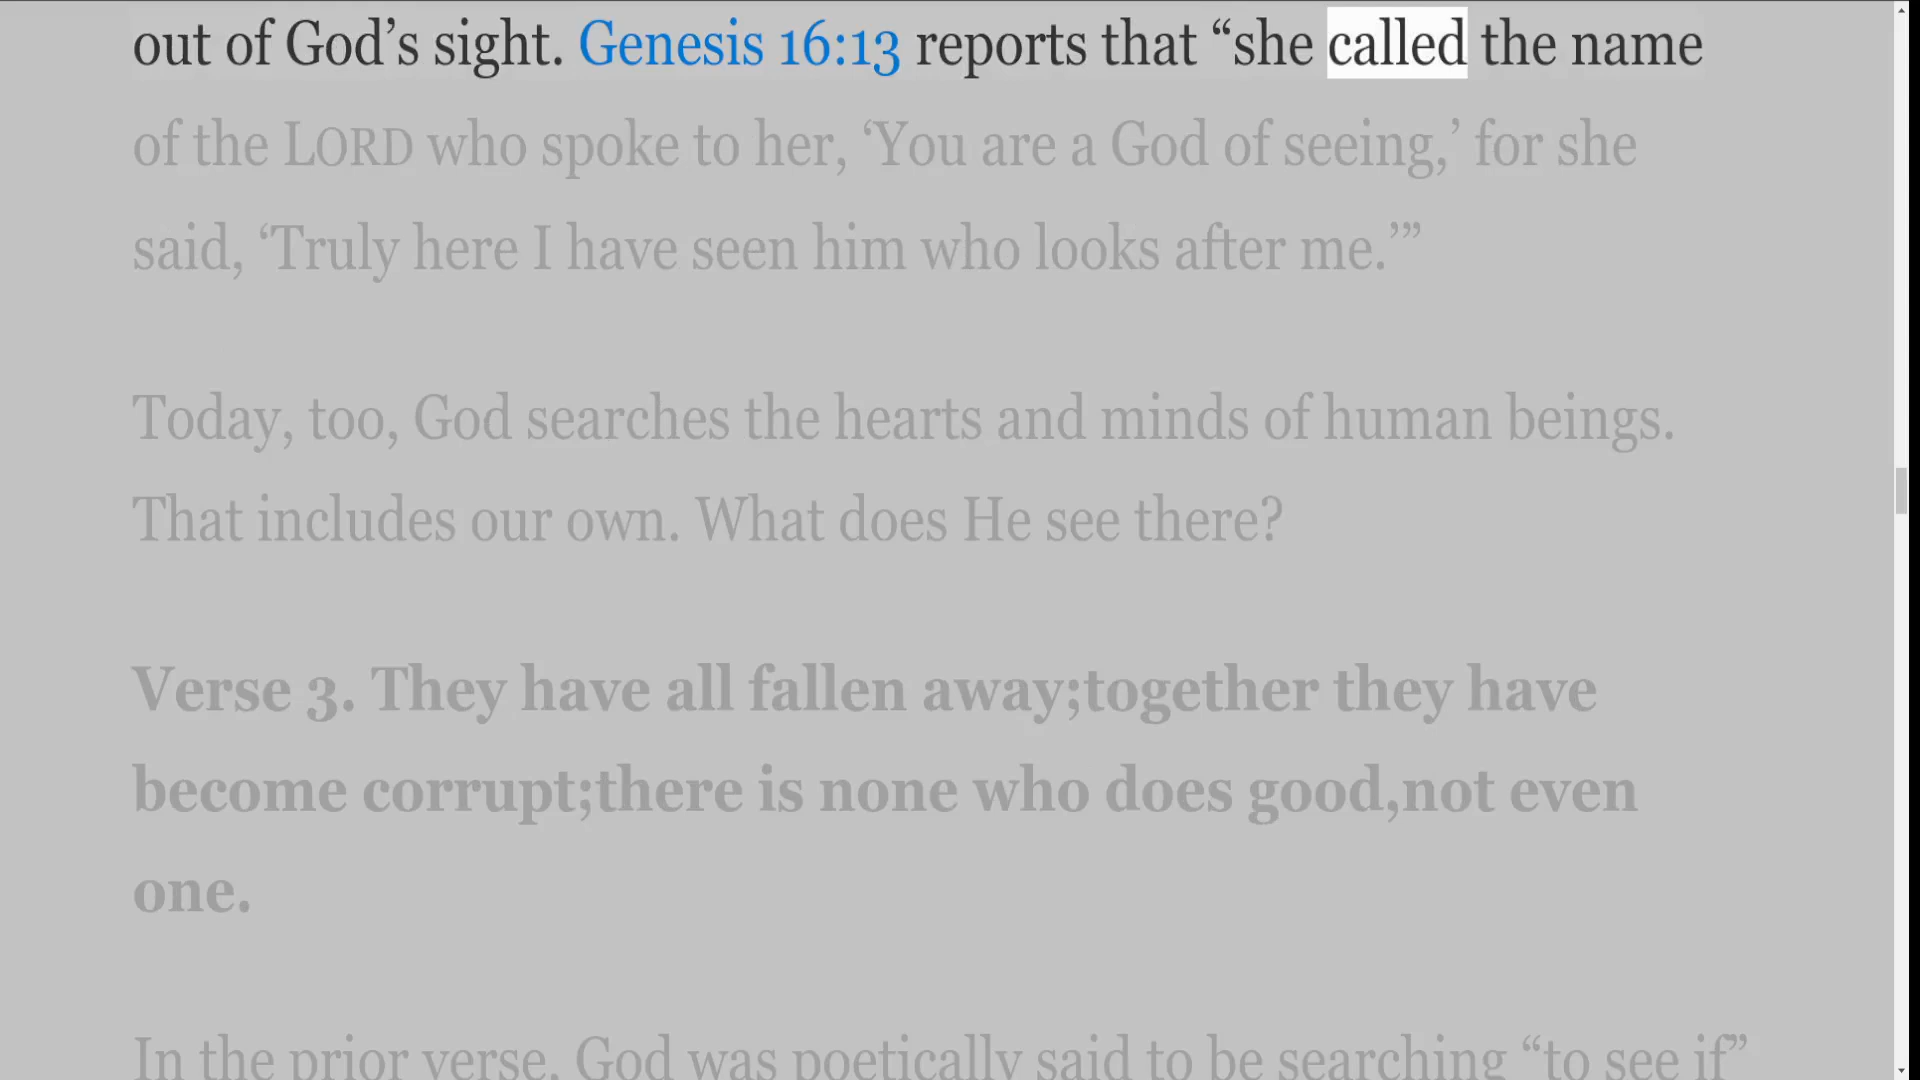 out of God’s sight. Genesis 16:13 reports that “she called the name
of the LORD who spoke to her, ‘You are a God of seeing,’ for she
said, ‘Truly here I have seen him who looks after me.’”
Today, too, God searches the hearts and minds of human beings.
That includes our own. What does He see there?
Verse 3. They have all fallen away;together they have
become corrupt;there is none who does good,not even
one.
In the prior verse, God was poetically said to be searching “to see if”